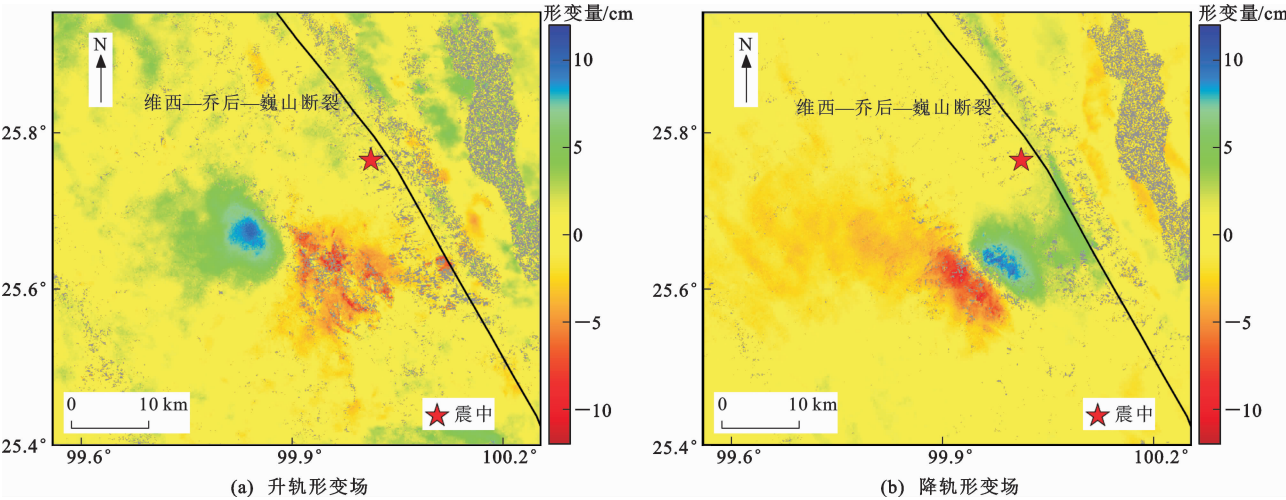 形变量/cm
N
10
维西—乔后—巍山断裂
25.8°
5
0
25.6°
—5
0 10 km
震中
—10
25.4°
99.6° 99.9° 100.2°
(a) 升轨形变场
形变量/cm
N
10
维西—乔后—巍山断裂
25.8°
5
0
25.6°
—5
0 10 km
震中
—10
25.4°
99.6° 99.9° 100.2°
(b) 降轨形变场